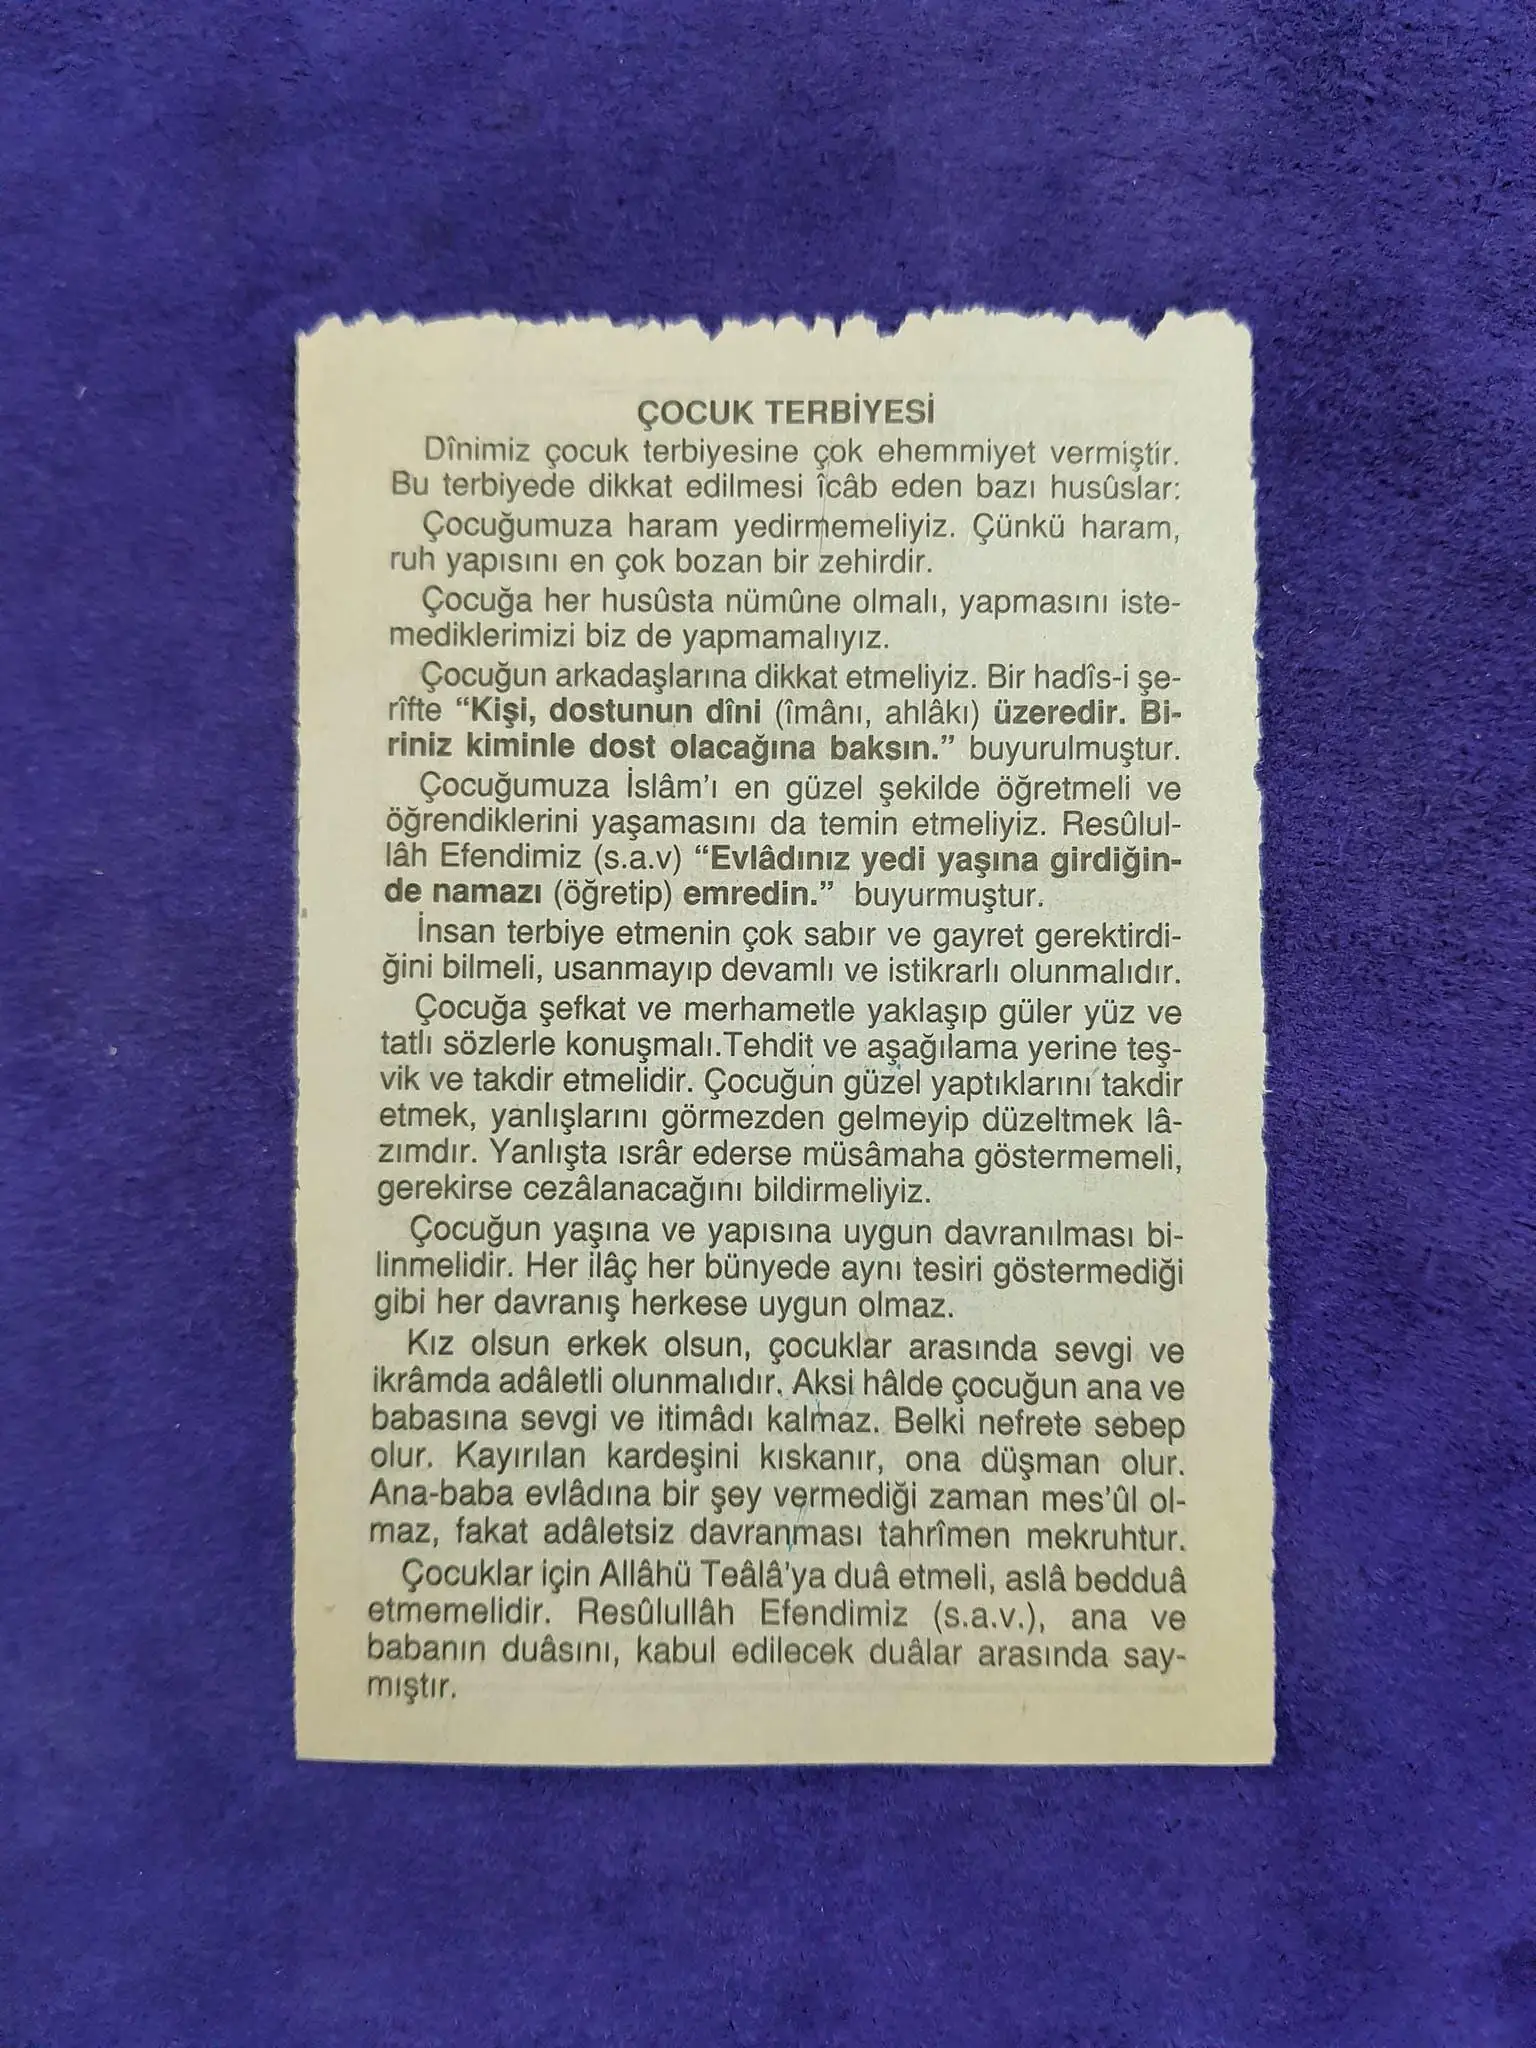 ÇOCUK TERBİYESİ
Dînimiz çocuk terbiyesine çok ehemmiyet vermiştir.
Bu terbiyede dikkat edilmesi îcâb eden bazı husûslar:
Çocuğumuza haram yedirmemeliyiz. Çünkü haram,
ruh yapısını en çok bozan bir zehirdir.
Çocuğa her husûsta nümûne olmalı, yapmasını iste-
mediklerimizi biz de yapmamalıyız.
Çocuğun arkadaşlarına dikkat etmeliyiz. Bir hadîs-i şe-
rîfte “Kişi, dostunun dîni (îmânı, ahlâkı) üzeredir. Bi-
riniz kiminle dost olacağına baksın.” buyurulmuştur.
Çocuğumuza İslâm’ı en güzel şekilde öğretmeli ve
öğrendiklerini yaşamasını da temin etmeliyiz. Resûlul-
lâh Efendimiz (s.a.v) “Evlâdınız yedi yaşına girdiğin-
de namazı (öğretip) emredin.” buyurmuştur.
İnsan terbiye etmenin çok sabır ve gayret gerektirdi-
ğini bilmeli, usanmayıp devamlı ve istikrarlı olunmalıdır.
Çocuğa şefkat ve merhametle yaklaşıp güler yüz ve
tatlı sözlerle konuşmalı.Tehdit ve aşağılama yerine teş-
vik ve takdir etmelidir. Çocuğun güzel yaptıklarını takdir
etmek, yanlışlarını görmezden gelmeyip düzeltmek lâ-
zımdır. Yanlışta ısrâr ederse müsâmaha göstermemeli,
gerekirse cezâlanacağını bildirmeliyiz.
Çocuğun yaşına ve yapısına uygun davranılması bi-
linmelidir. Her ilâç her bünyede aynı tesiri göstermediği
gibi her davranış herkese uygun olmaz.
Kız olsun erkek olsun, çocuklar arasında sevgi ve
ikrâmda adâletli olunmalıdır. Aksi hâlde çocuğun ana ve
babasına sevgi ve itimâdı kalmaz. Belki nefrete sebep
olur. Kayırılan kardeşini kıskanır, ona düşman olur.
Ana-baba evlâdına bir şey vermediği zaman mes’ûl ol-
maz, fakat adâletsiz davranması tahrîmen mekruhtur.
Çocuklar için Allâhü Teâlâ’ya duâ etmeli, aslâ bedduâ
etmemelidir. Resûlullâh Efendimiz (s.a.v.), ana ve
babanın duâsını, kabul edilecek duâlar arasında say-
mıştır.